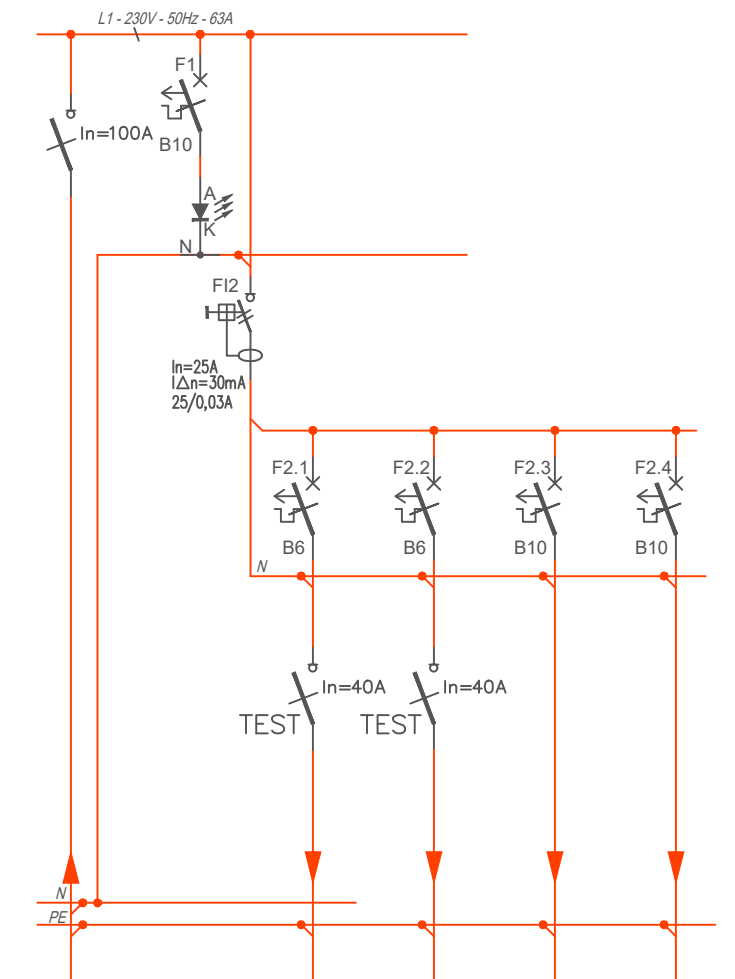 L1 - 230V - 50Hz - 63A
F1
In=100A
B10
A
K
N
FI2
In=25A
I△n=30mA
25/0,03A
F2.1
F2.2
F2.3
F2.4
B6
B6
B10
B10
N
In=40A
In=40A
TEST
TEST
N
PE